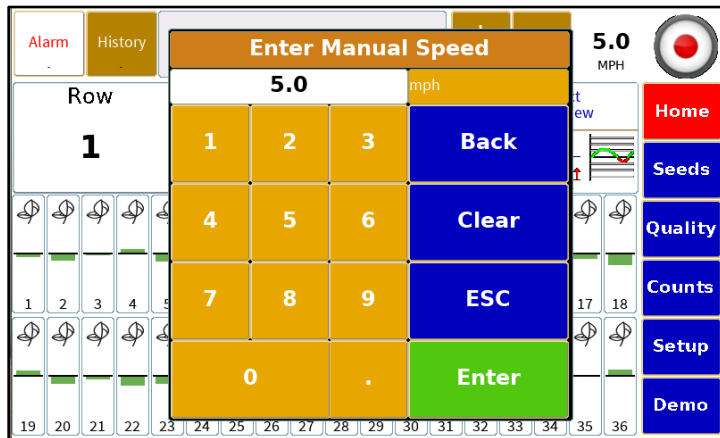 Alarm
History
5.0
MPH
Enter Manual Speed
5.0 mph
Row
1
ew
1 2 3 Back
4 5 6 Clear
7 8 9 ESC
0 . Enter
Home
Seeds
Quality
Counts
Setup
Demo
1 2 3 4 5 17 18
19 20 21 22 23 24 25 26 27 28 29 30 31 32 33 34 35 36